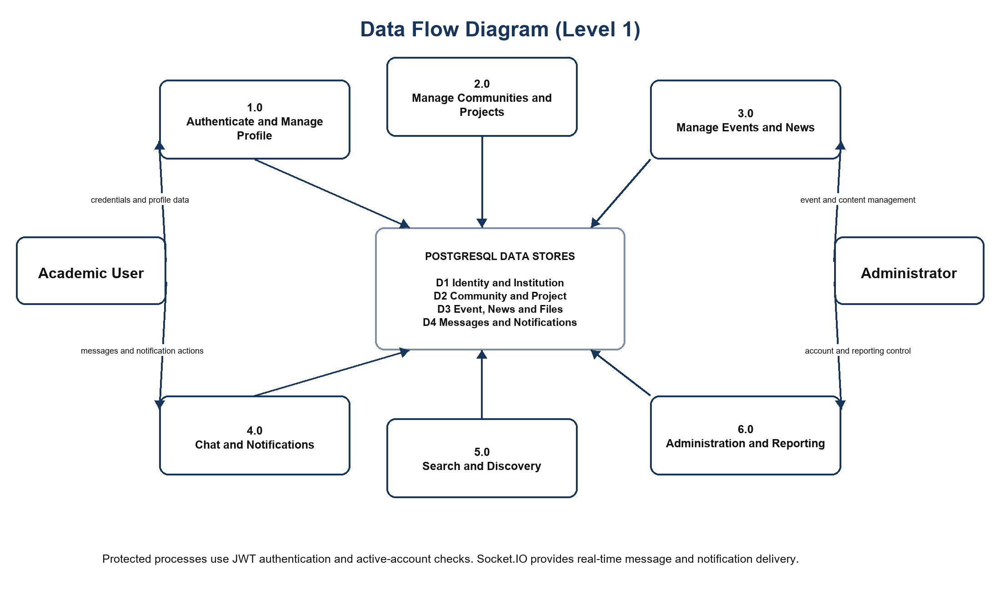 Data Flow Diagram (Level 1)
1.0
Authenticate and Manage
Profile
2.0
Manage Communities and
Projects
3.0
Manage Events and News
credentials and profile data
event and content management
Academic User
POSTGRESQL DATA STORES
D1 Identity and Institution
D2 Community and Project
D3 Event, News and Files
D4 Messages and Notifications
Administrator
messages and notification actions
account and reporting control
4.0
Chat and Notifications
5.0
Search and Discovery
6.0
Administration and Reporting
Protected processes use JWT authentication and active-account checks. Socket.IO provides real-time message and notification delivery.